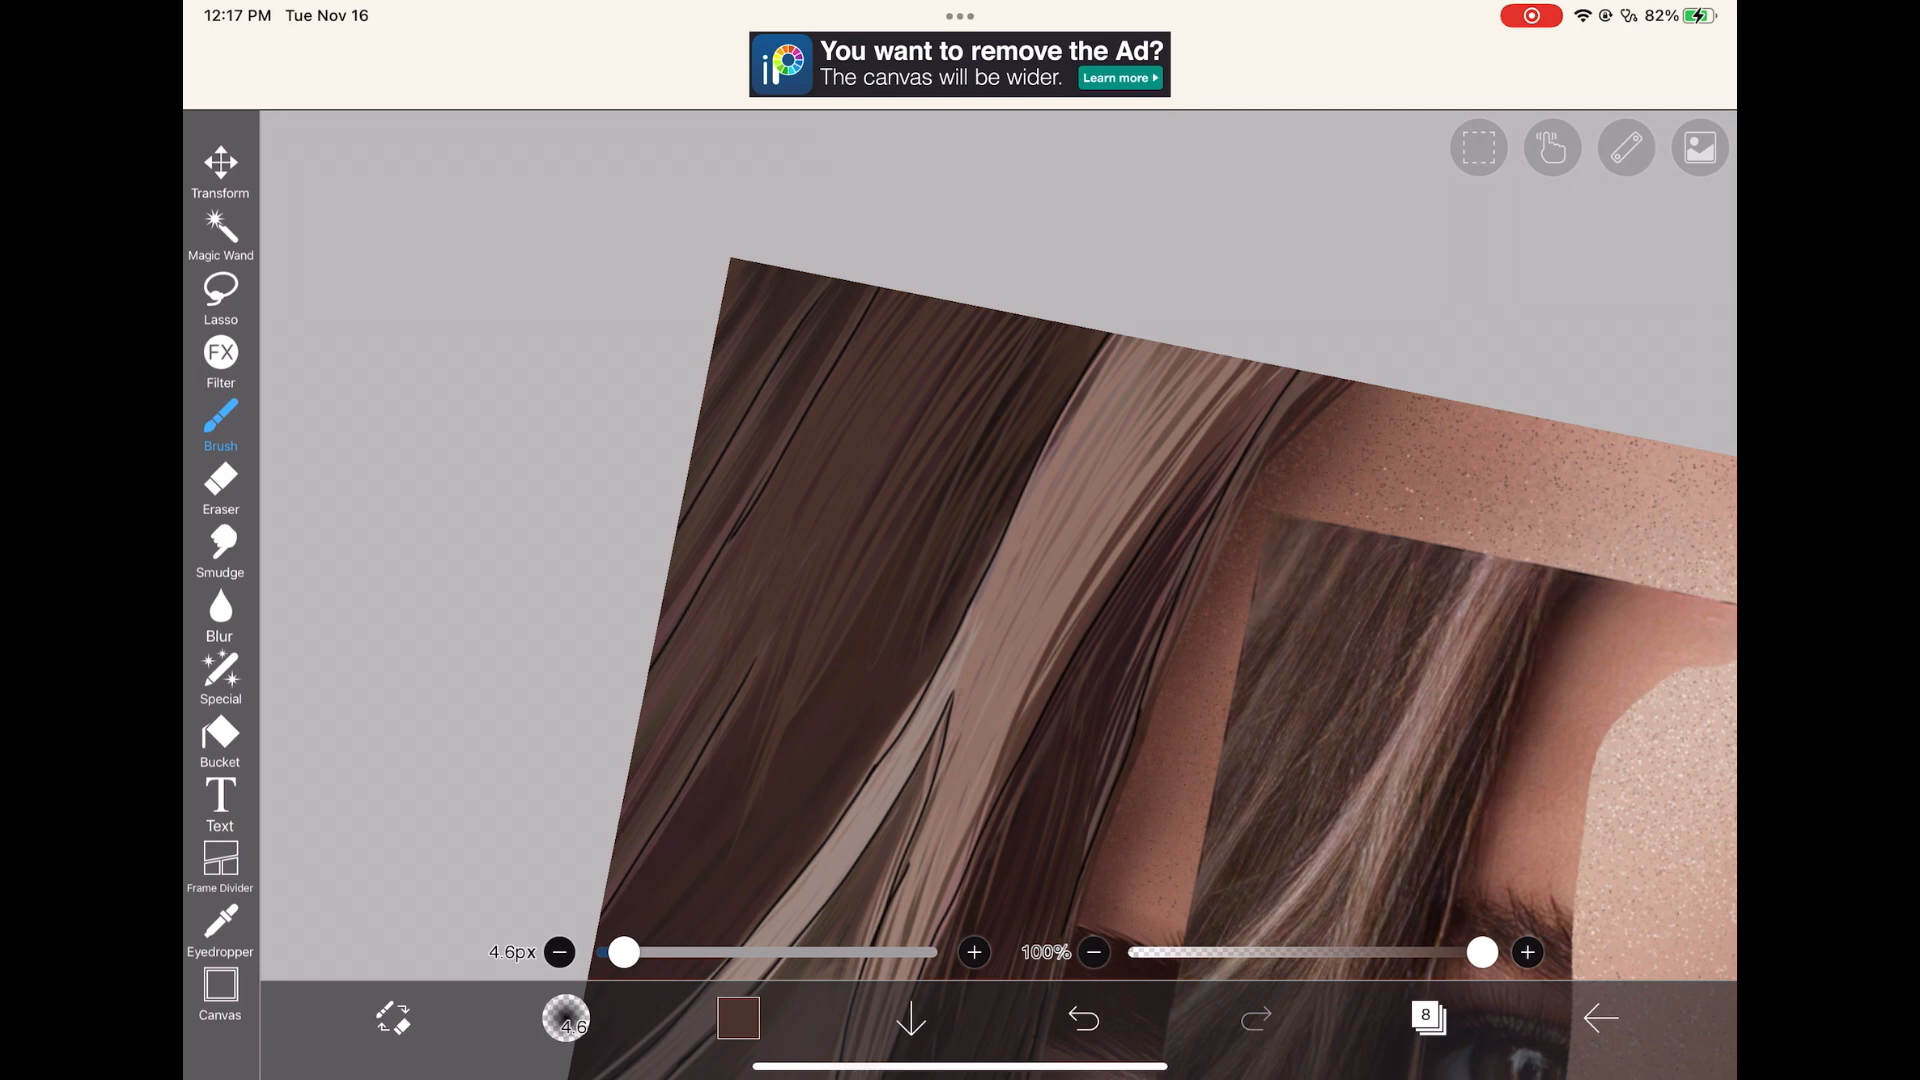 12:17 PM Tue Nov 16
82%
iP
You want to remove the Ad?
The canvas will be wider. Learn more
Transform
Magic Wand
Lasso
FX
Filter
Brush
Eraser
Smudge
Blur
Special
Bucket
T
Text
Frame Divider
Eyedropper
Canvas
4.6px
100%
4.6
8